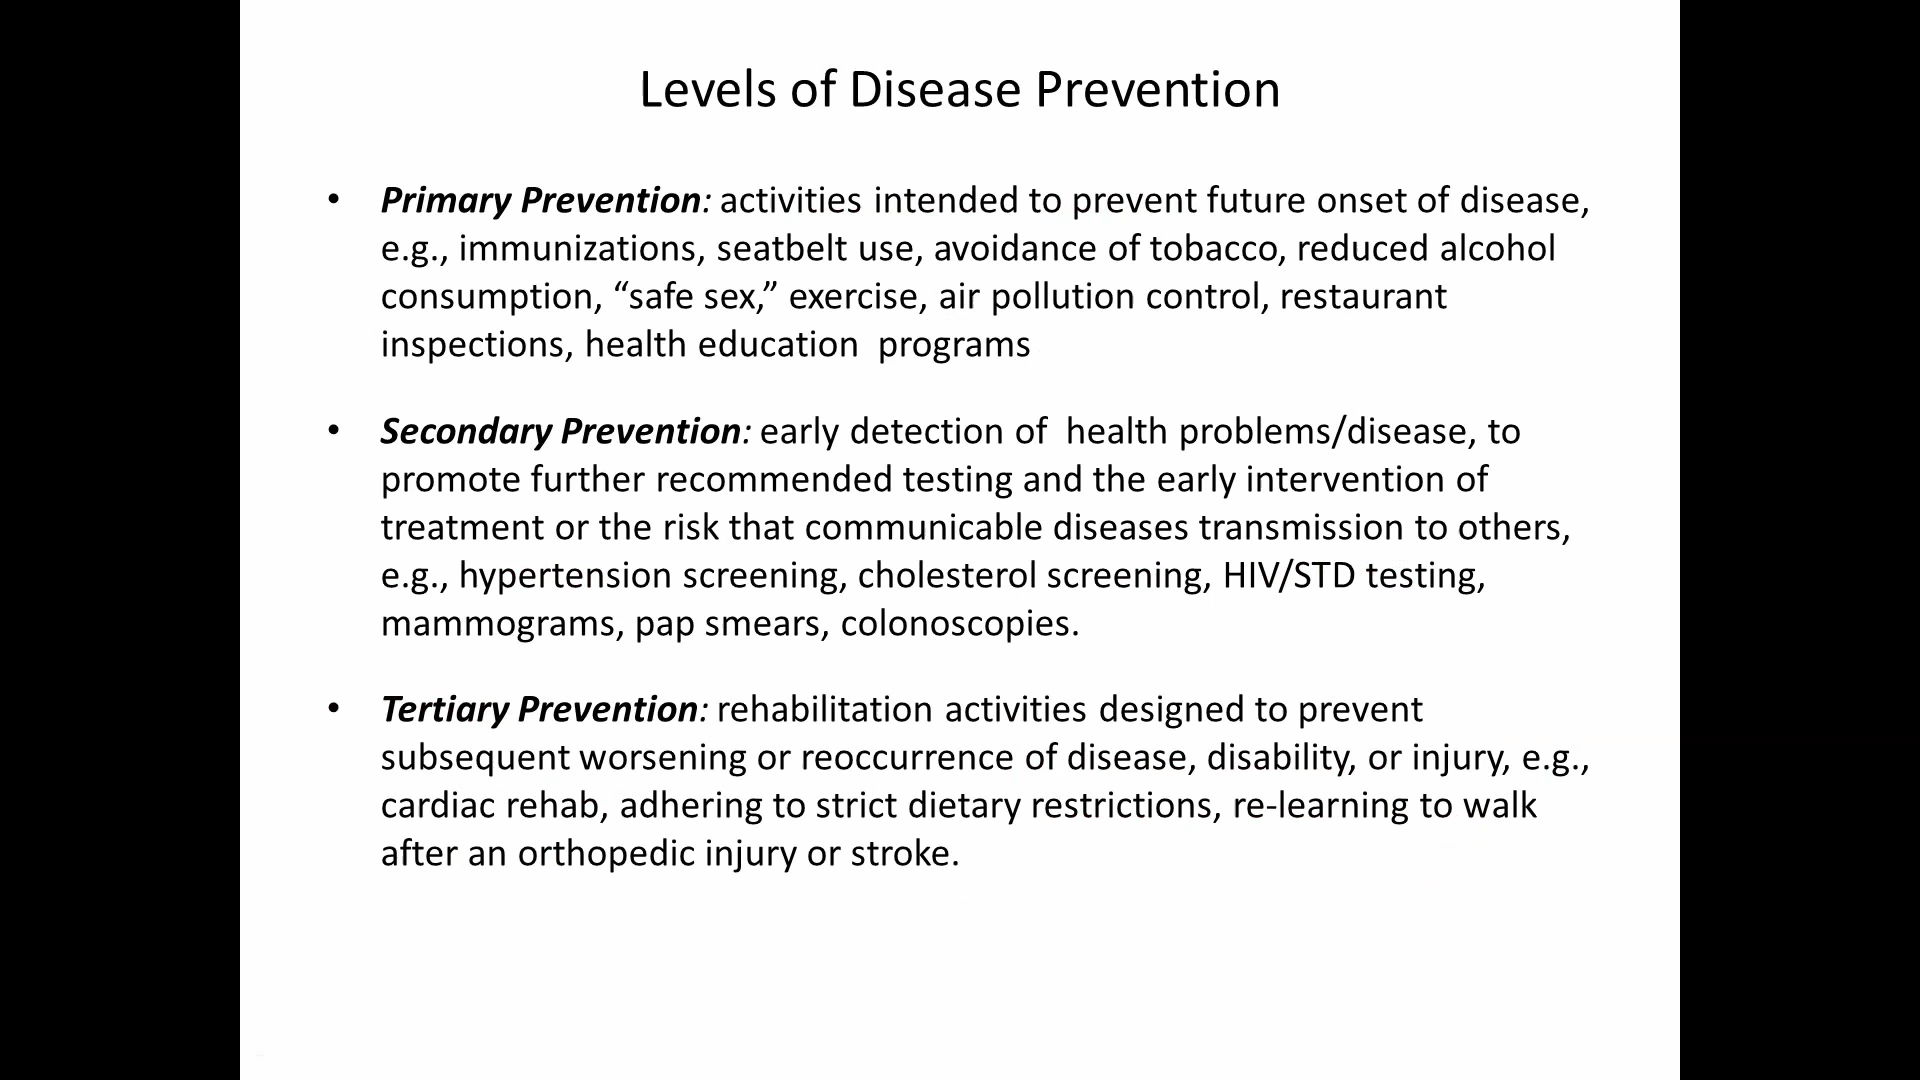 Levels of Disease Prevention
• Primary Prevention: activities intended to prevent future onset of disease,
e.g., immunizations, seatbelt use, avoidance of tobacco, reduced alcohol
consumption, “safe sex,” exercise, air pollution control, restaurant
inspections, health education  programs
• Secondary Prevention: early detection of  health problems/disease, to
promote further recommended testing and the early intervention of
treatment or the risk that communicable diseases transmission to others,
e.g., hypertension screening, cholesterol screening, HIV/STD testing,
mammograms, pap smears, colonoscopies.
• Tertiary Prevention: rehabilitation activities designed to prevent
subsequent worsening or reoccurrence of disease, disability, or injury, e.g.,
cardiac rehab, adhering to strict dietary restrictions, re-learning to walk
after an orthopedic injury or stroke.